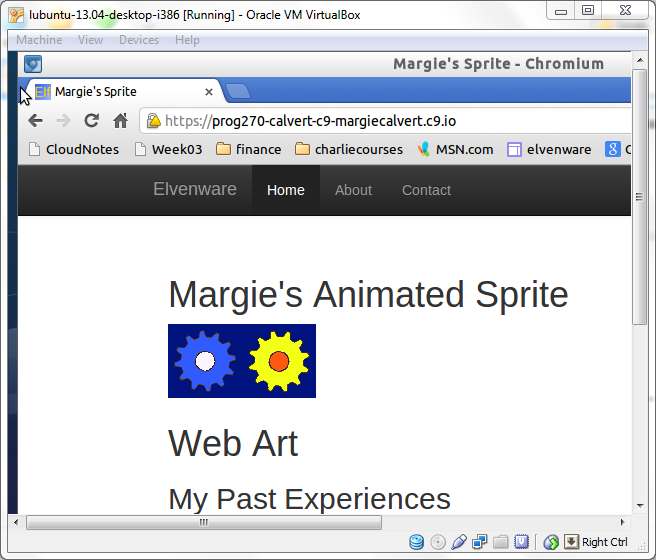 lubuntu-13.04-desktop-i386 [Running] - Oracle VM VirtualBox
Machine View Devices Help
Margie's Sprite - Chromium
Elf Margie's Sprite
https://prog270-calvert-c9-margiecalvert.c9.io
CloudNotes Week03 finance charliecourses MSN.com elvenware g C
Elvenware Home About Contact
Margie's Animated Sprite
Web Art
My Past Experiences
Right Ctrl